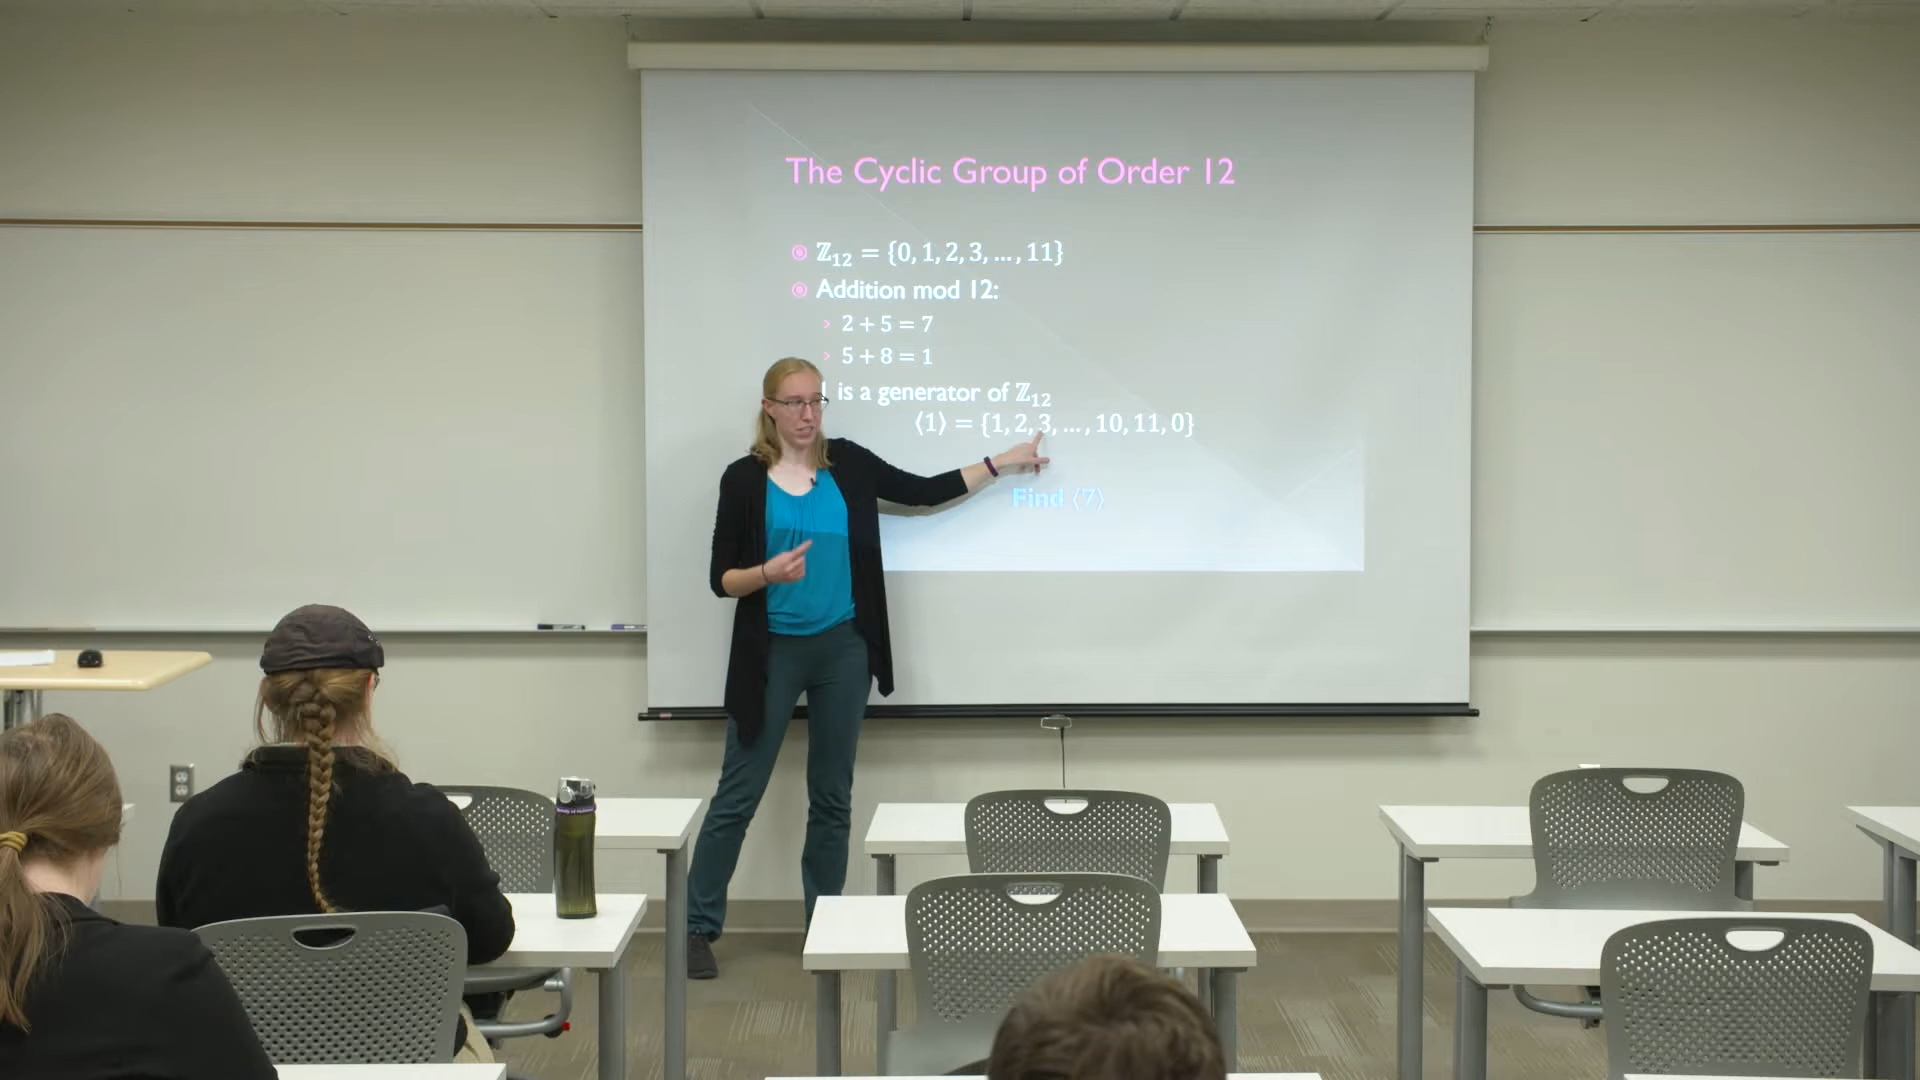 The Cyclic Group of Order 12
ℤ₁₂ = {0, 1, 2, 3, … , 11}
Addition mod 12:
2 + 5 = 7
5 + 8 = 1
1 is a generator of ℤ₁₂
⟨1⟩ = {1, 2, 3, … , 10, 11, 0}
Find ⟨7⟩